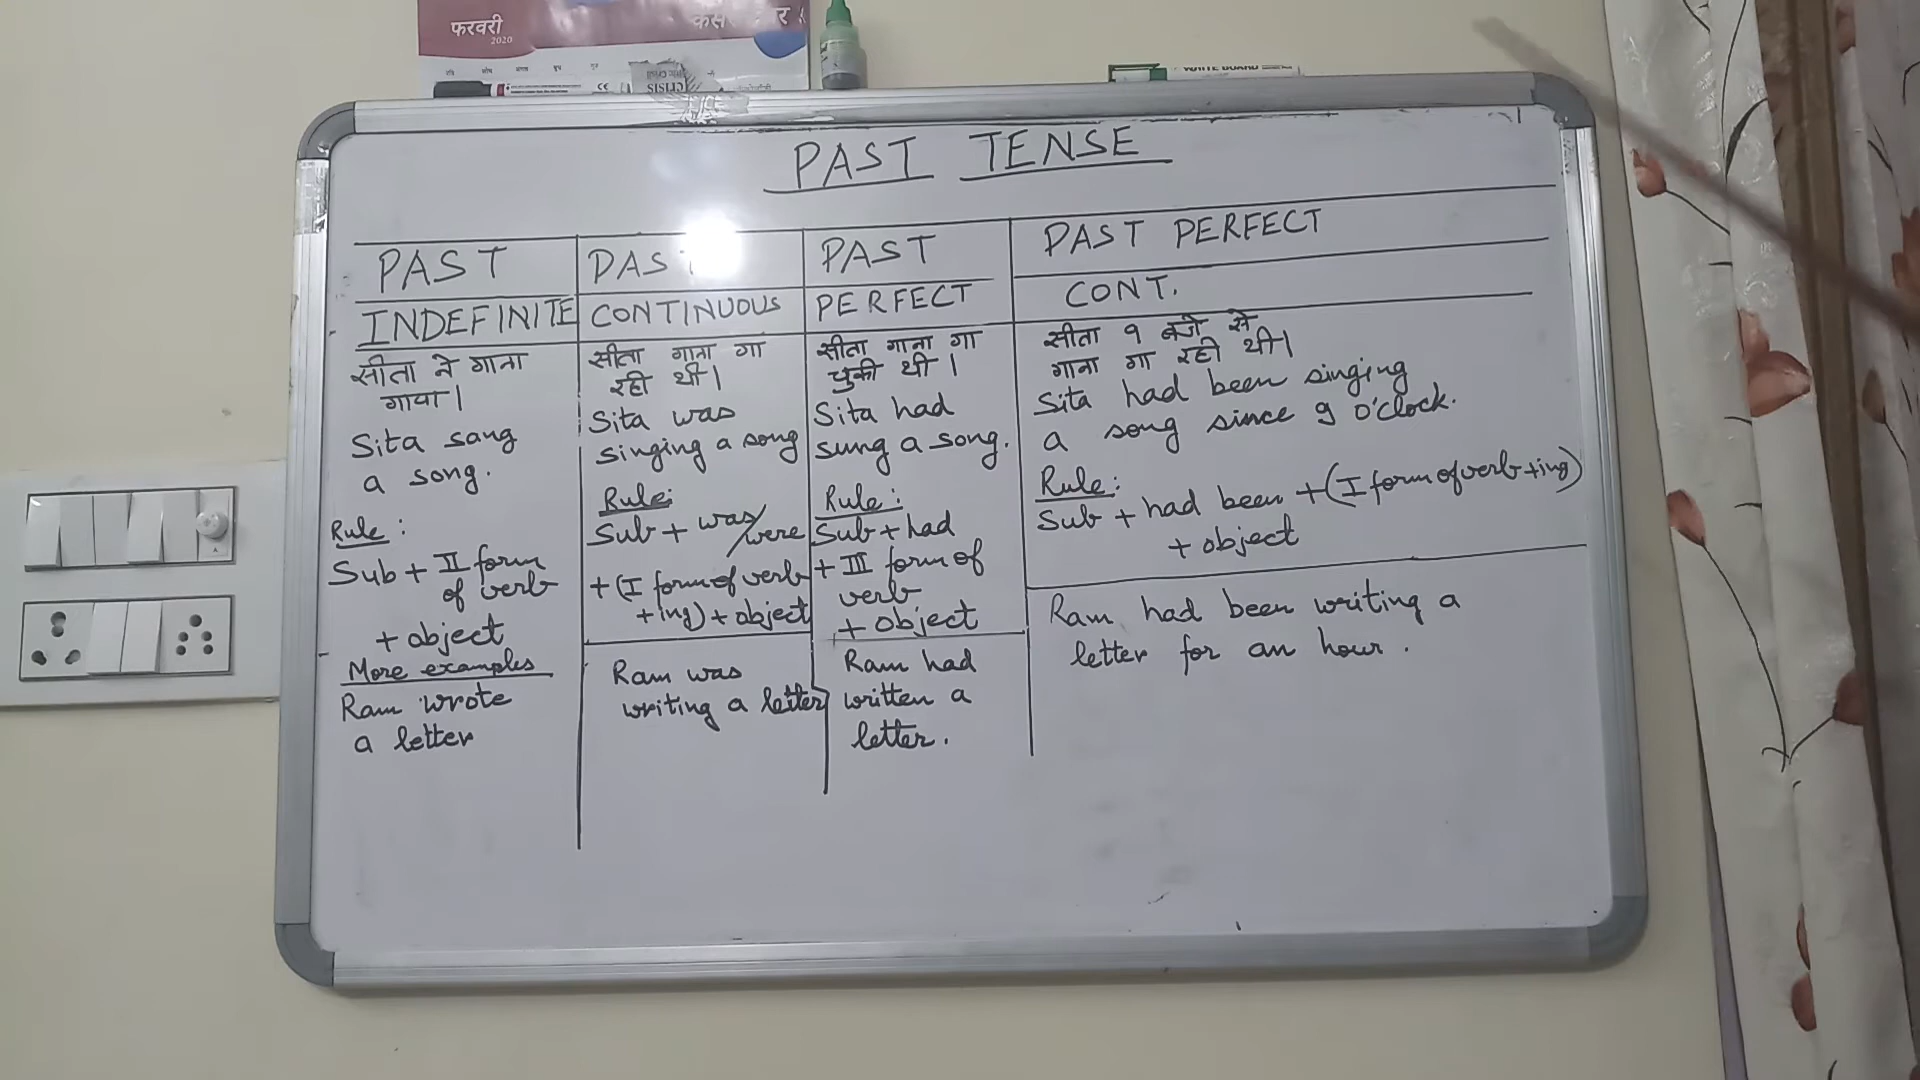 फरवरी
2020
CRISIS
WHITE BOARD
PAST TENSE
PAST
INDEFINITE
सीता ने गाना
गाया।
Sita sang
a song.
Rule:
Sub + II form
of verb
+ object
More examples
Ram wrote
a letter
PAST
CONTINUOUS
सीता गाना गा
रही थी।
Sita was
singing a song
Rule:
Sub + was/were
+ (I form of verb
+ing) + object
Ram was
writing a letter
PAST
PERFECT
सीता गाना गा
चुकी थी।
Sita had
sung a song.
Rule:
Sub + had
+ III form of
verb
+ object
Ram had
written a
letter.
PAST PERFECT
CONT.
सीता 9 बजे से
गाना गा रही थी।
Sita had been singing
a song since 9 o'clock.
Rule:
Sub + had been + (I form of verb +ing)
+ object
Ram had been writing a
letter for an hour.